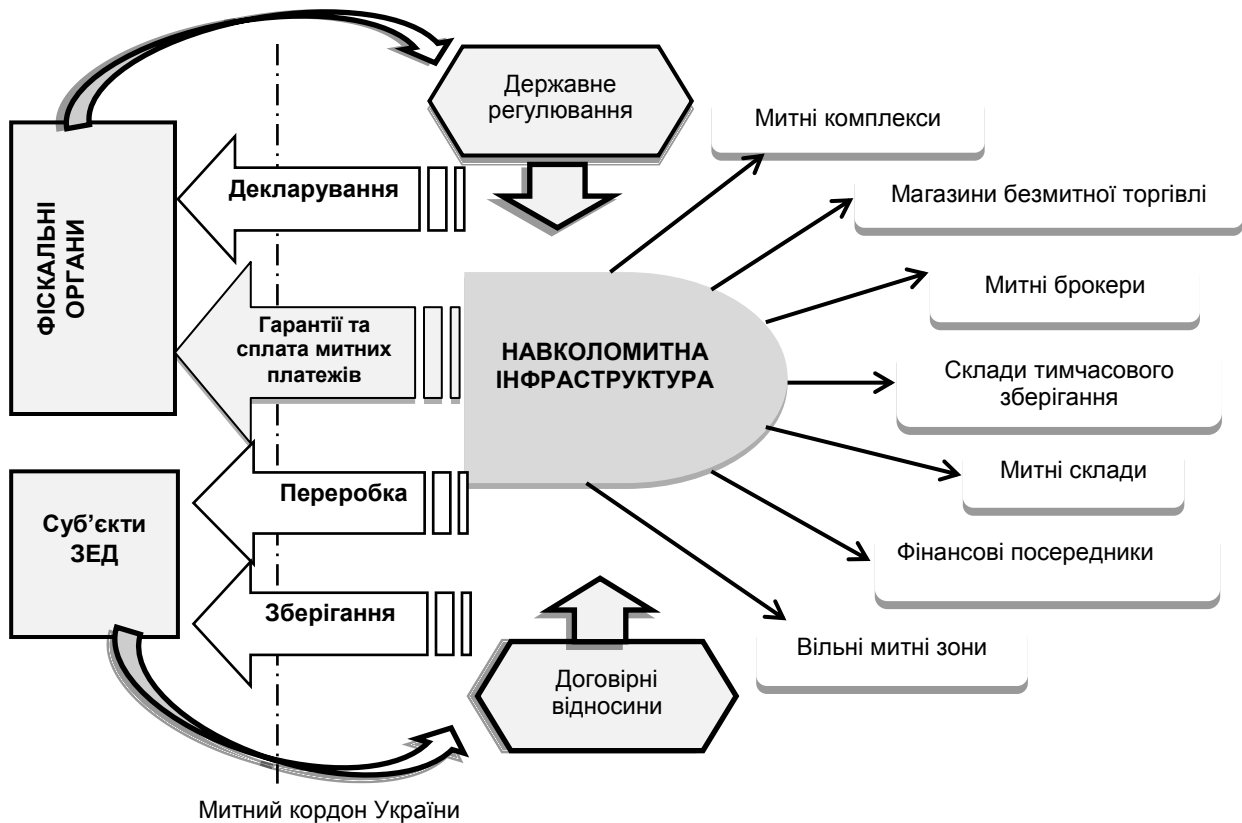 Державне
регулювання
Митні комплекси
Декларування
Магазини безмитної торгівлі
ФІСКАЛЬНІ
ОРГАНИ
Митні брокери
Гарантії та
сплата митних
платежів
НАВКОЛОМИТНА
ІНФРАСТРУКТУРА
Склади тимчасового
зберігання
Митні склади
Переробка
Суб’єкти
ЗЕД
Фінансові посередники
Зберігання
Вільні митні зони
Договірні
відносини
Митний кордон України